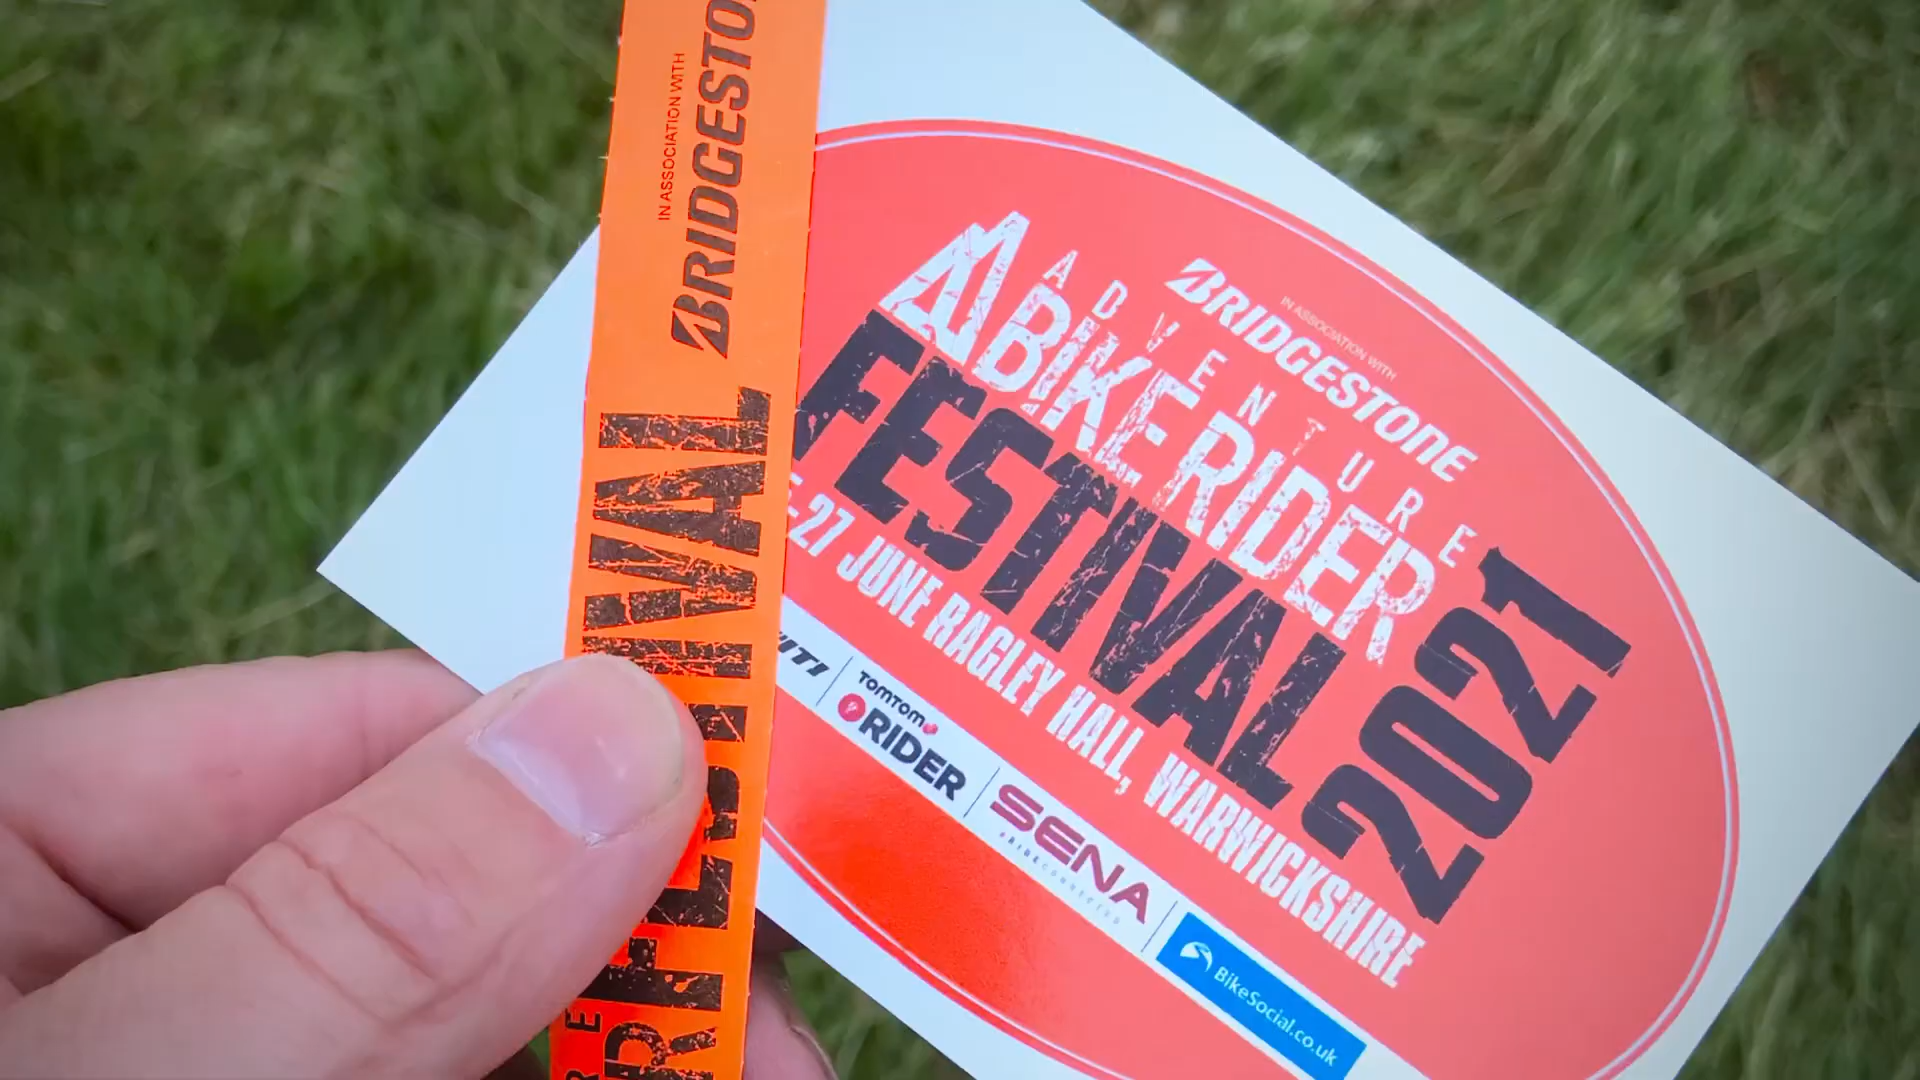 IN ASSOCIATION WITH
FESTIVAL
IN ASSOCIATION WITH
BRIDGESTONE
ADVENTURE
BIKE RIDER
FESTIVAL
2021
-27 JUNE RAGLEY HALL, WARWICKSHIRE
TOMTOM
RIDER
SENA
BikeSocial.co.uk